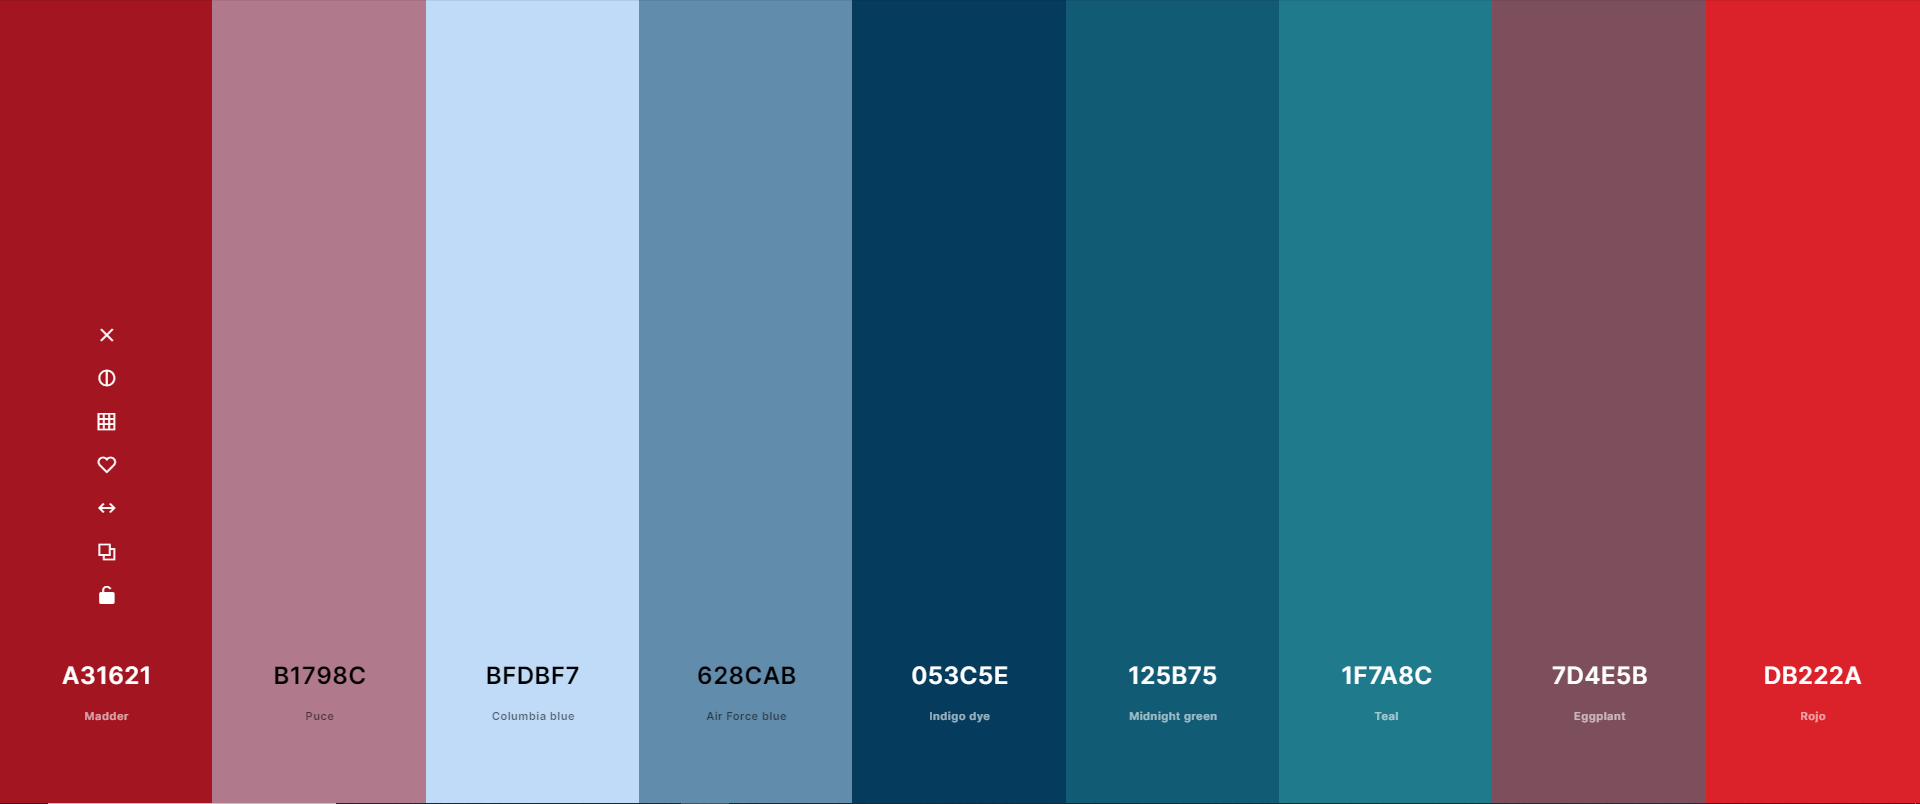 A31621
Madder
B1798C
Puce
BFDBF7
Columbia blue
628CAB
Air Force blue
053C5E
Indigo dye
125B75
Midnight green
1F7A8C
Teal
7D4E5B
Eggplant
DB222A
Rojo